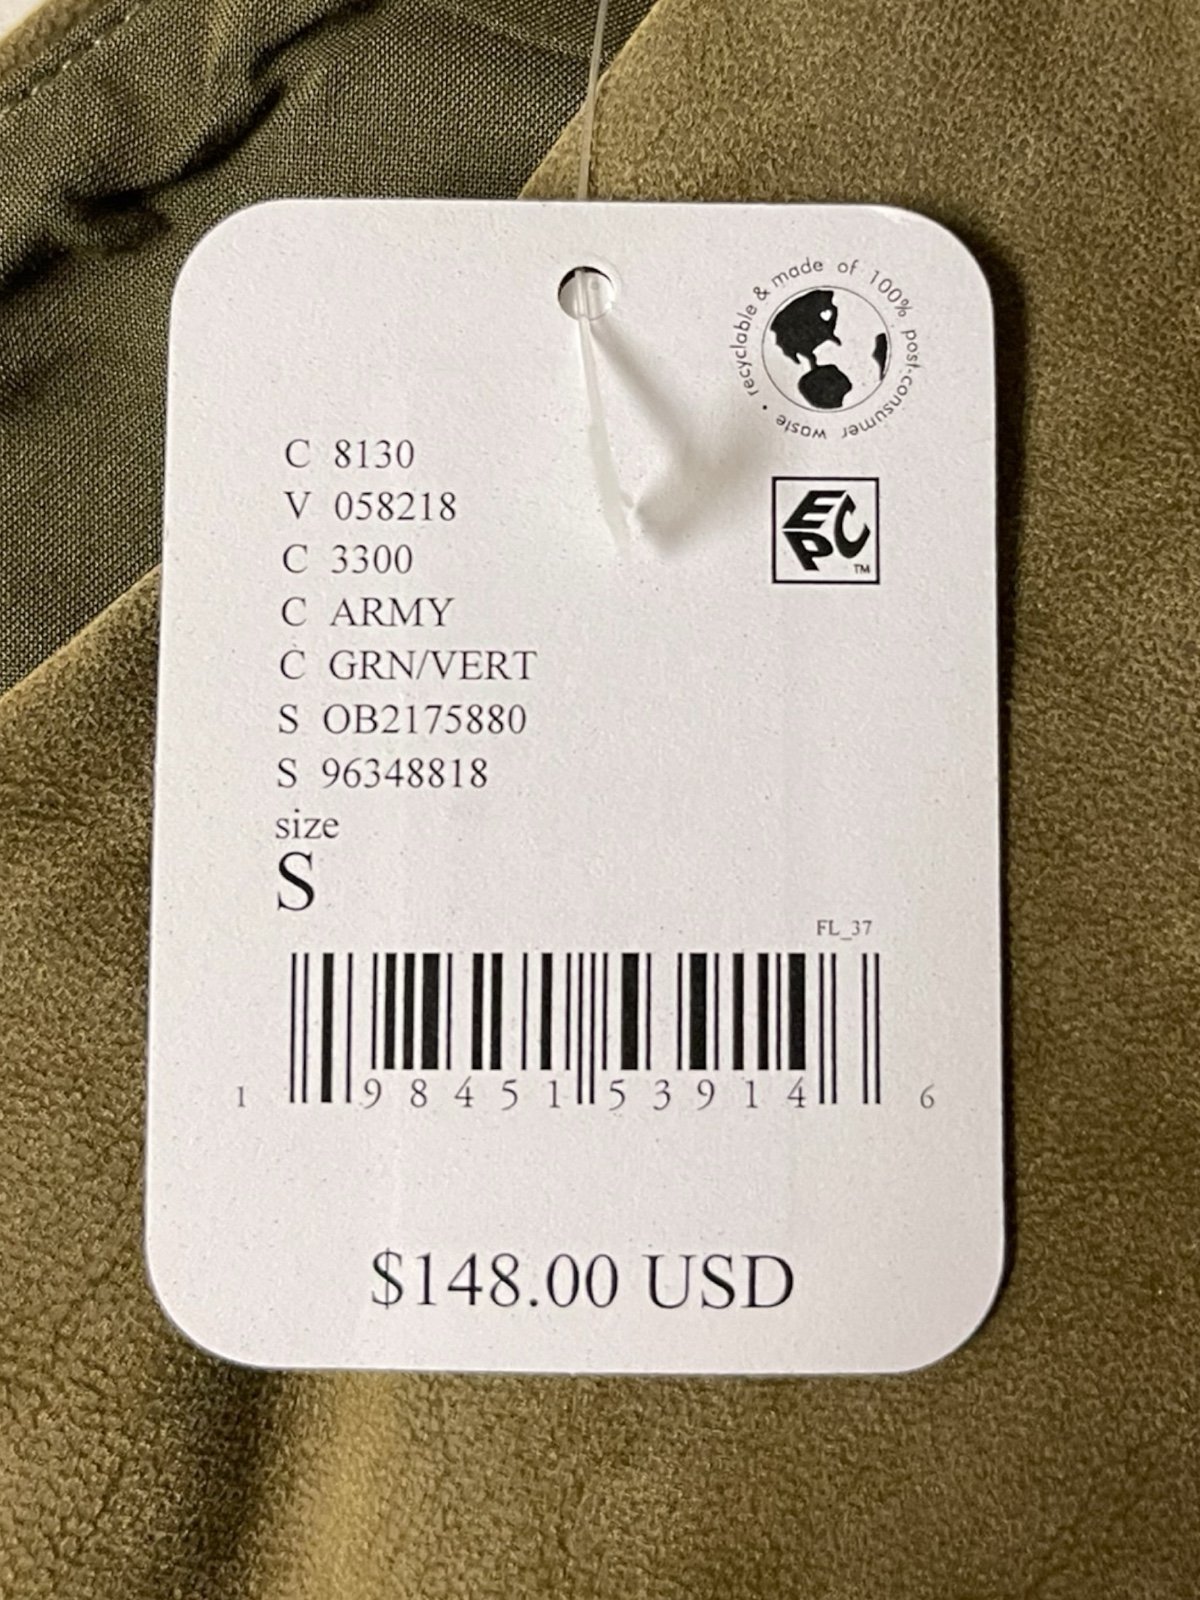 recyclable & made of 100% post-consumer waste •
EPC
TM
C 8130
V 058218
C 3300
C ARMY
C GRN/VERT
S OB2175880
S 96348818
size
S
FL_37
1 98451 53914 6
$148.00 USD